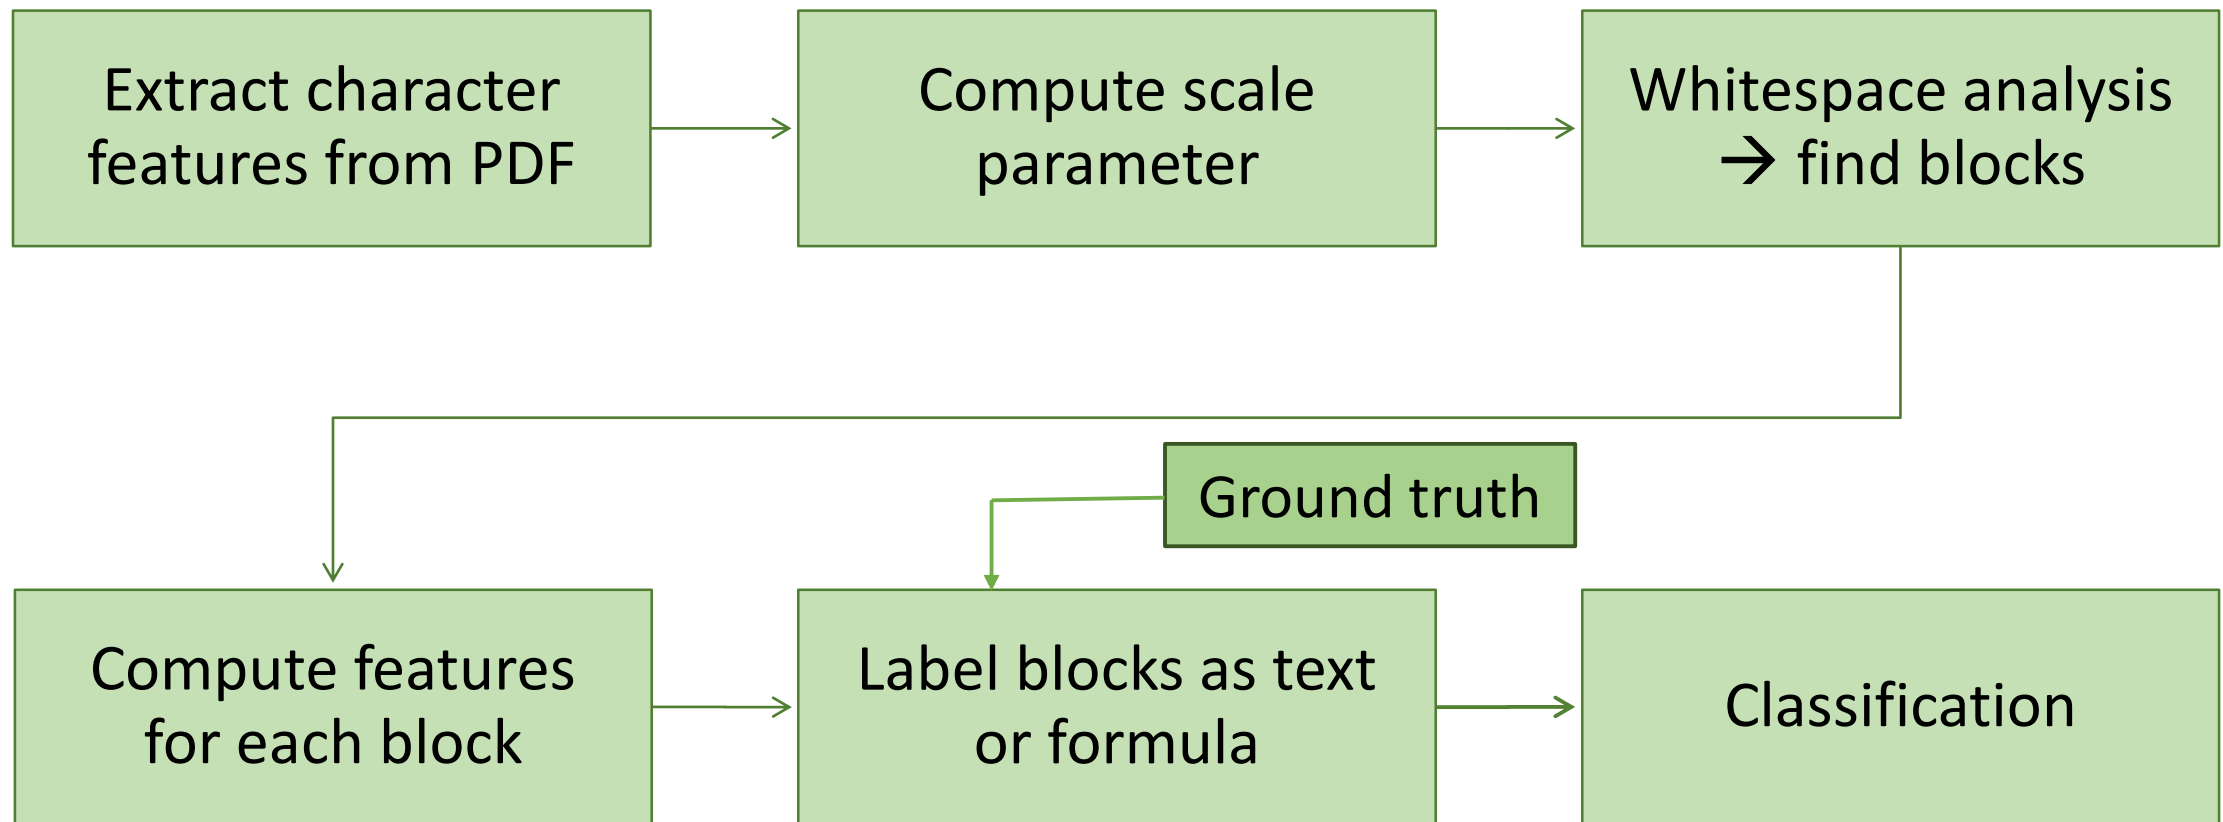 Extract character
features from PDF
Compute scale
parameter
Whitespace analysis
→ find blocks
Ground truth
Compute features
for each block
Label blocks as text
or formula
Classification